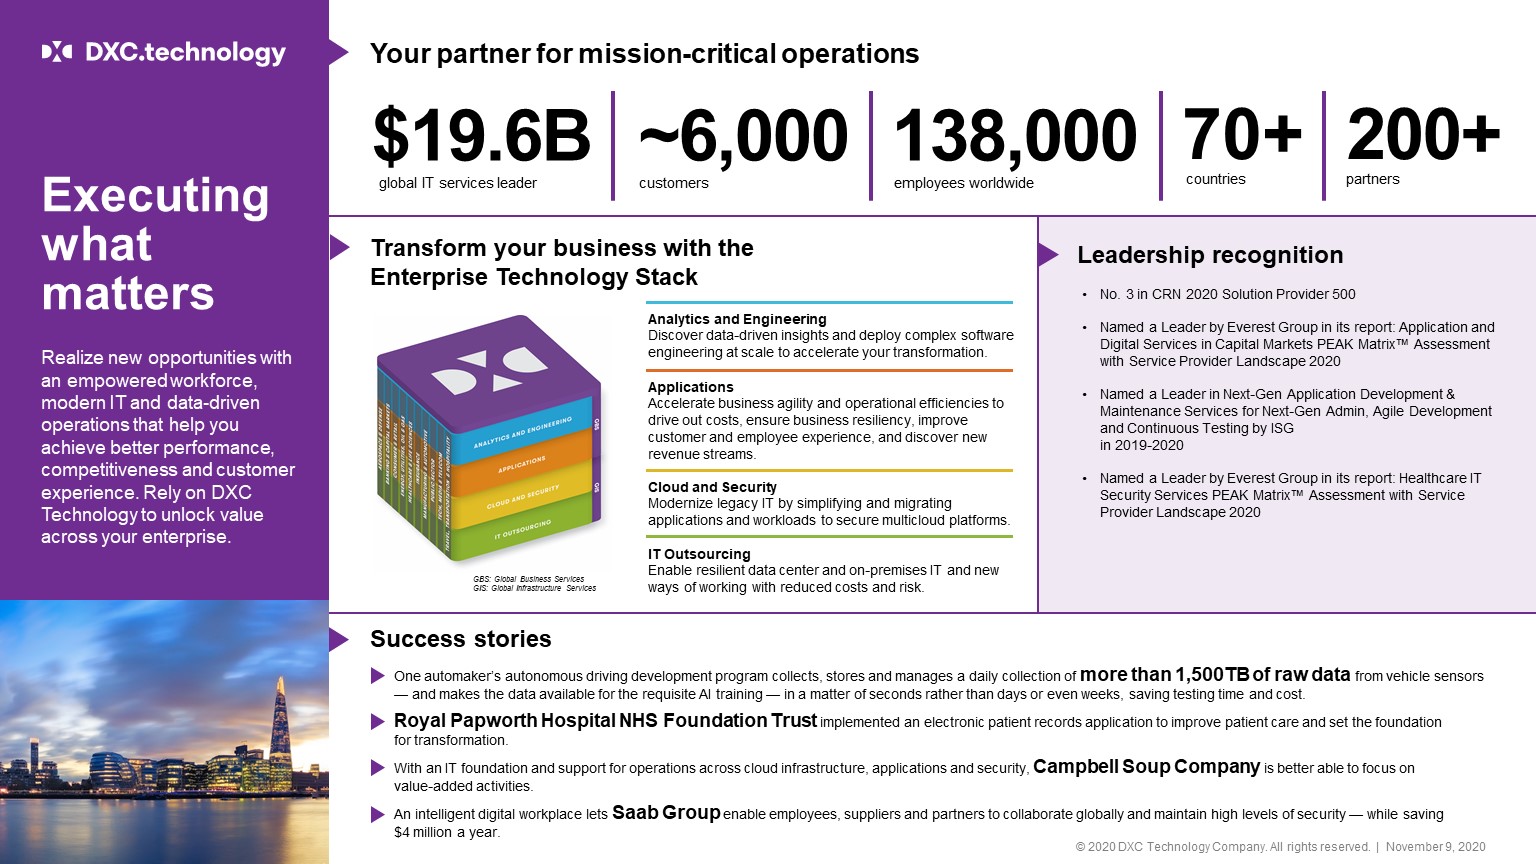 DXC.technology
Executing
what
matters
Realize new opportunities with
an empowered workforce,
modern IT and data-driven
operations that help you
achieve better performance,
competitiveness and customer
experience. Rely on DXC
Technology to unlock value
across your enterprise.
Your partner for mission-critical operations
$19.6B
global IT services leader
~6,000
customers
138,000
employees worldwide
70+
countries
200+
partners
Transform your business with the
Enterprise Technology Stack
ANALYTICS AND ENGINEERING
APPLICATIONS
CLOUD AND SECURITY
IT OUTSOURCING
GBS
GIS
GBS: Global Business Services
GIS: Global Infrastructure Services
Analytics and Engineering
Discover data-driven insights and deploy complex software
engineering at scale to accelerate your transformation.
Applications
Accelerate business agility and operational efficiencies to
drive out costs, ensure business resiliency, improve
customer and employee experience, and discover new
revenue streams.
Cloud and Security
Modernize legacy IT by simplifying and migrating
applications and workloads to secure multicloud platforms.
IT Outsourcing
Enable resilient data center and on-premises IT and new
ways of working with reduced costs and risk.
Leadership recognition
• No. 3 in CRN 2020 Solution Provider 500
• Named a Leader by Everest Group in its report: Application and
Digital Services in Capital Markets PEAK Matrix™ Assessment
with Service Provider Landscape 2020
• Named a Leader in Next-Gen Application Development &
Maintenance Services for Next-Gen Admin, Agile Development
and Continuous Testing by ISG
in 2019-2020
• Named a Leader by Everest Group in its report: Healthcare IT
Security Services PEAK Matrix™ Assessment with Service
Provider Landscape 2020
Success stories
One automaker’s autonomous driving development program collects, stores and manages a daily collection of more than 1,500 TB of raw data from vehicle sensors
— and makes the data available for the requisite AI training — in a matter of seconds rather than days or even weeks, saving testing time and cost.
Royal Papworth Hospital NHS Foundation Trust implemented an electronic patient records application to improve patient care and set the foundation
for transformation.
With an IT foundation and support for operations across cloud infrastructure, applications and security, Campbell Soup Company is better able to focus on
value-added activities.
An intelligent digital workplace lets Saab Group enable employees, suppliers and partners to collaborate globally and maintain high levels of security — while saving
$4 million a year.
© 2020 DXC Technology Company. All rights reserved. | November 9, 2020